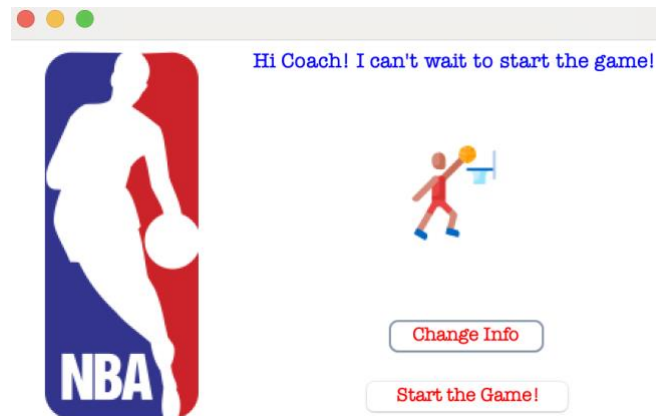 Hi Coach! I can't wait to start the game!
Change Info
NBA
Start the Game!